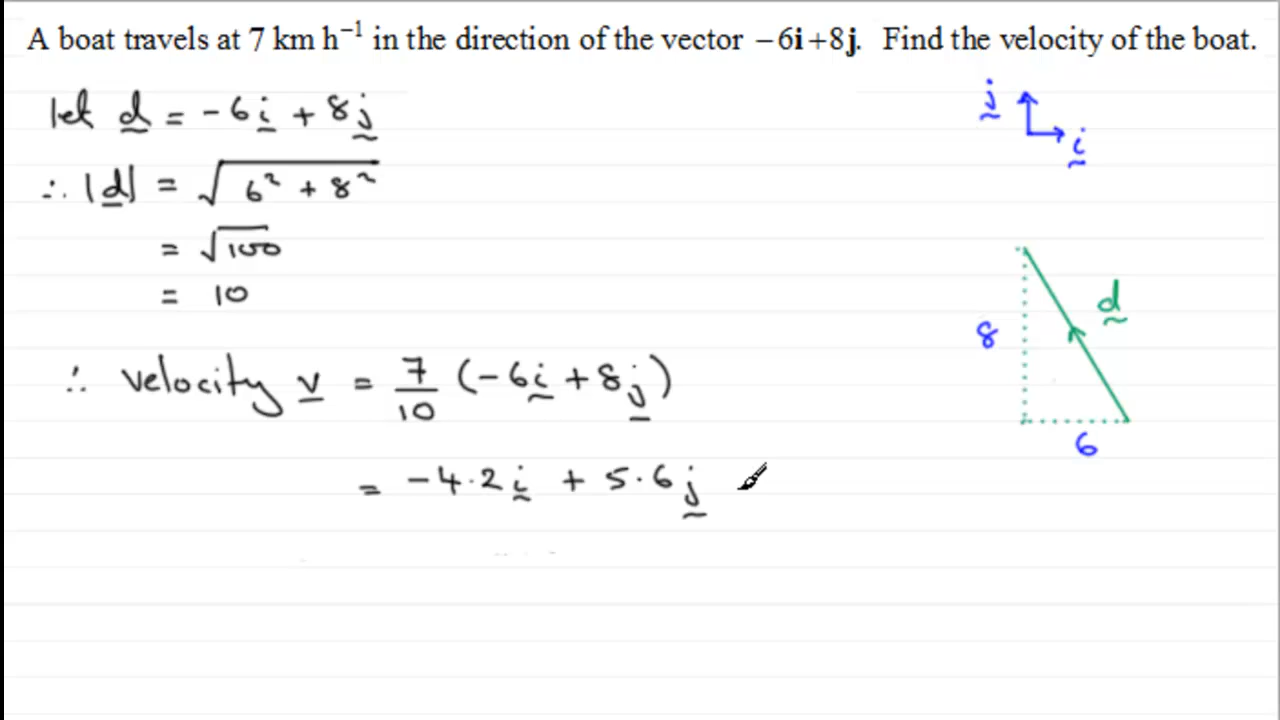 A boat travels at 7 km h⁻¹ in the direction of the vector −6i+8j. Find the velocity of the boat.
let d = -6i + 8j
∴ |d| = √(6² + 8²)
= √100
= 10
∴ velocity v = 7/10 (-6i + 8j)
= -4.2i + 5.6j
j
i
d
8
6